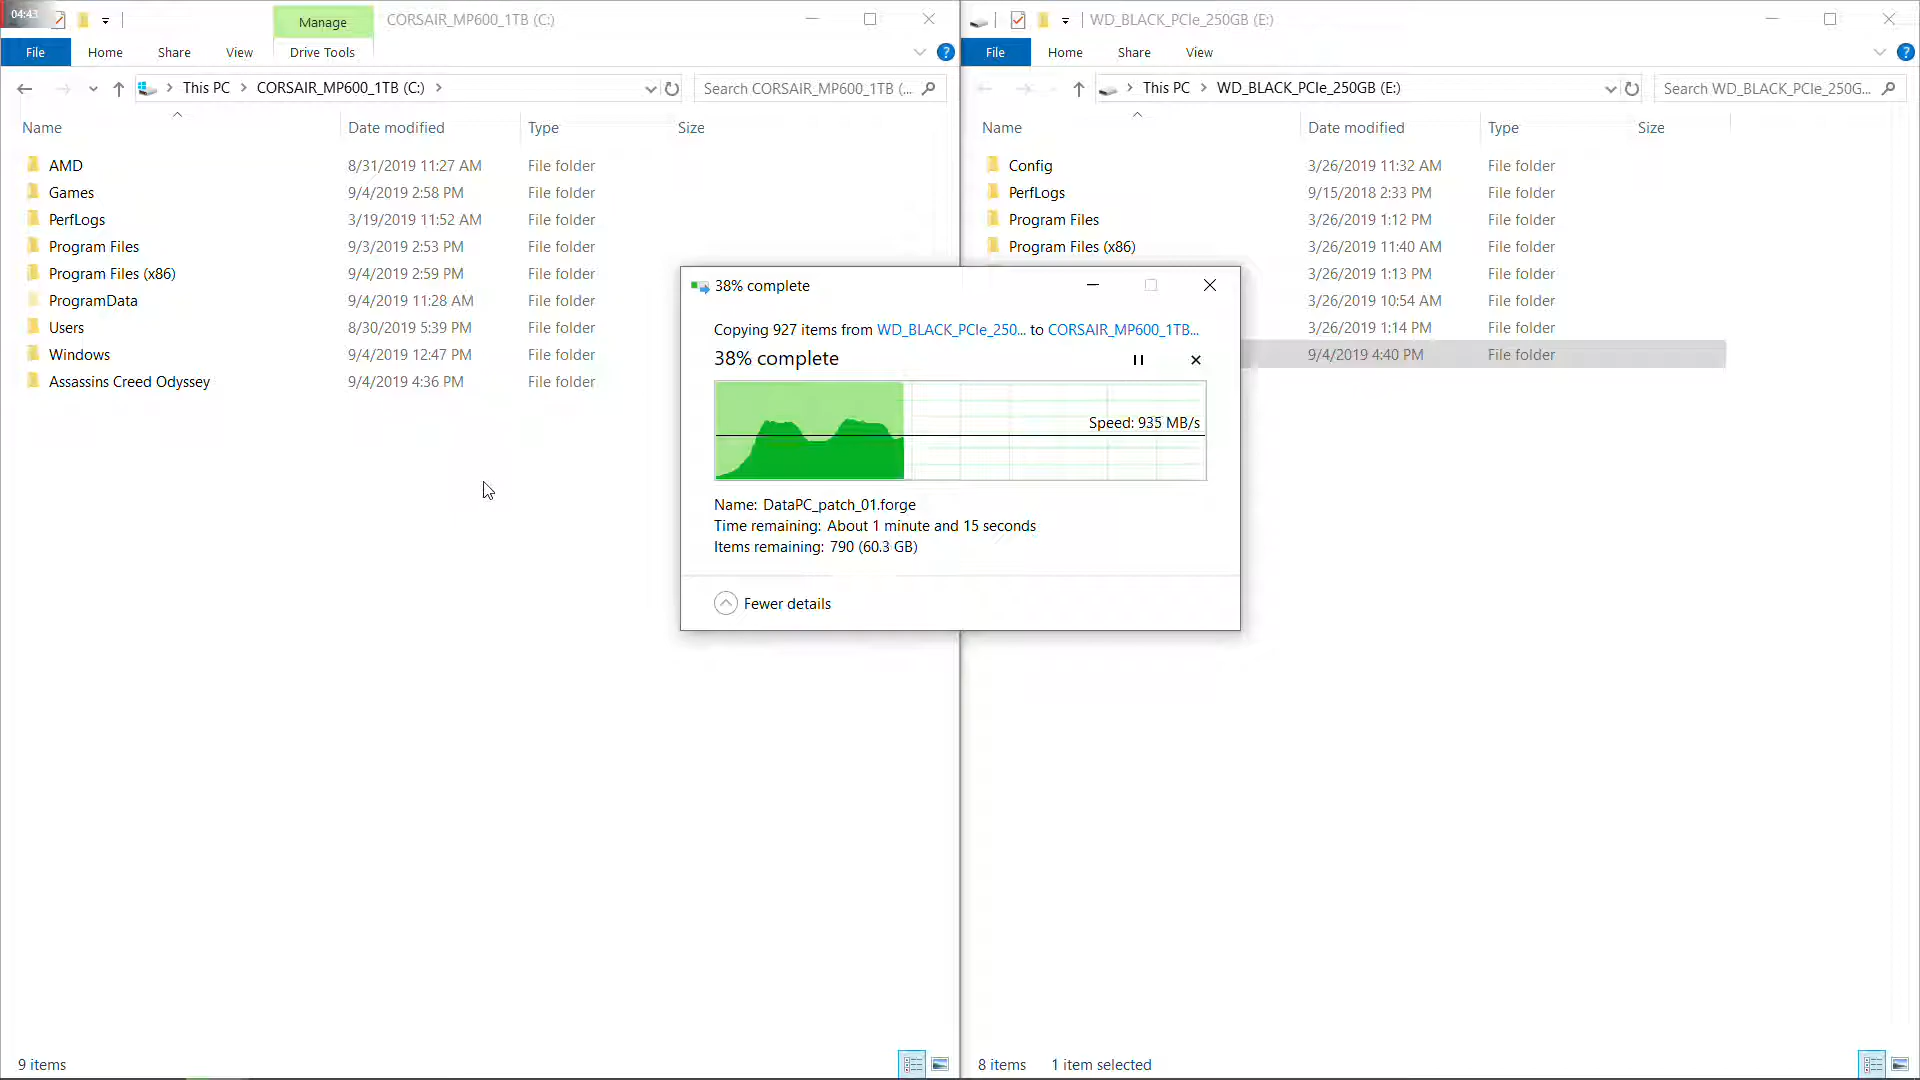 04:43
Manage
CORSAIR_MP600_1TB (C:)
File
Home
Share
View
Drive Tools
This PC
CORSAIR_MP600_1TB (C:)
Search CORSAIR_MP600_1TB (...
Name
Date modified
Type
Size
AMD 8/31/2019 11:27 AM File folder
Games 9/4/2019 2:58 PM File folder
PerfLogs 3/19/2019 11:52 AM File folder
Program Files 9/3/2019 2:53 PM File folder
Program Files (x86) 9/4/2019 2:59 PM File folder
ProgramData 9/4/2019 11:28 AM File folder
Users 8/30/2019 5:39 PM File folder
Windows 9/4/2019 12:47 PM File folder
Assassins Creed Odyssey 9/4/2019 4:36 PM File folder
9 items
WD_BLACK_PCIe_250GB (E:)
File
Home
Share
View
This PC
WD_BLACK_PCIe_250GB (E:)
Search WD_BLACK_PCIe_250G...
Name
Date modified
Type
Size
Config 3/26/2019 11:32 AM File folder
PerfLogs 9/15/2018 2:33 PM File folder
Program Files 3/26/2019 1:12 PM File folder
Program Files (x86) 3/26/2019 11:40 AM File folder
3/26/2019 1:13 PM File folder
3/26/2019 10:54 AM File folder
3/26/2019 1:14 PM File folder
9/4/2019 4:40 PM File folder
8 items
1 item selected
38% complete
Copying 927 items from WD_BLACK_PCIe_250... to CORSAIR_MP600_1TB...
38% complete
Speed: 935 MB/s
Name: DataPC_patch_01.forge
Time remaining: About 1 minute and 15 seconds
Items remaining: 790 (60.3 GB)
Fewer details